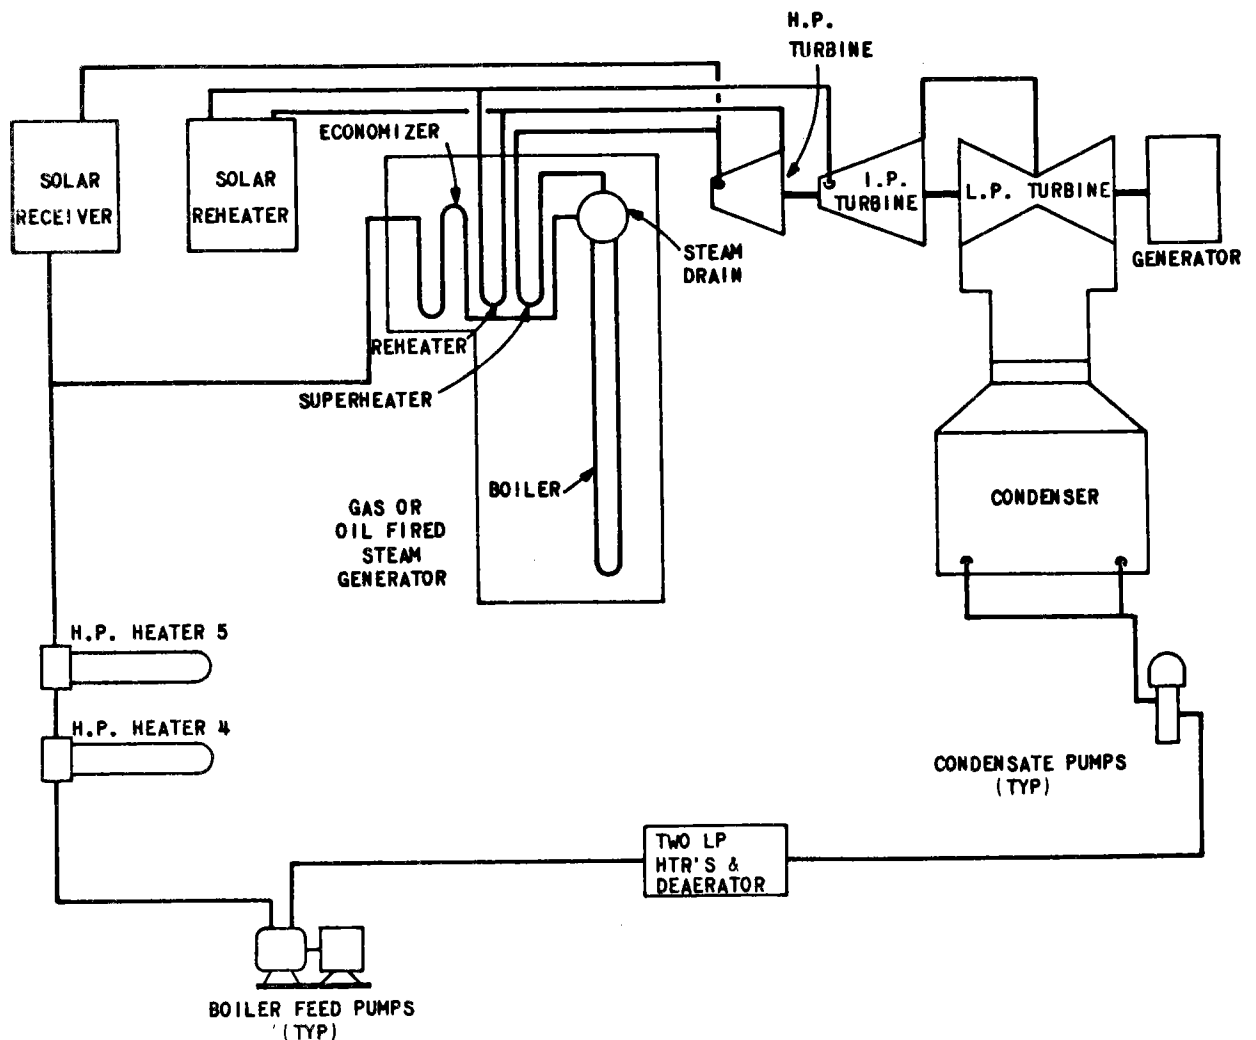 H.P.
TURBINE
ECONOMIZER
SOLAR
RECEIVER
SOLAR
REHEATER
I.P.
TURBINE
L.P. TURBINE
GENERATOR
STEAM
DRAIN
REHEATER
SUPERHEATER
BOILER
GAS OR
OIL FIRED
STEAM
GENERATOR
CONDENSER
H.P. HEATER 5
H.P. HEATER 4
CONDENSATE PUMPS
(TYP)
TWO LP
HTR'S &
DEAERATOR
BOILER FEED PUMPS
(TYP)